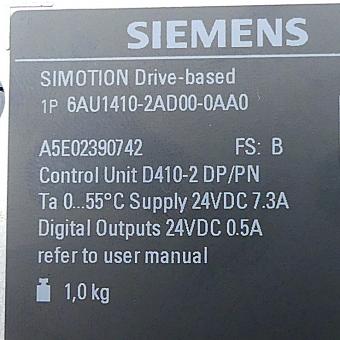 SIEMENS
SIMOTION Drive-based
1P 6AU1410-2AD00-0AA0
A5E02390742 FS: B
Control Unit D410-2 DP/PN
Ta 0...55°C Supply 24VDC 7.3A
Digital Outputs 24VDC 0.5A
refer to user manual
1,0 kg